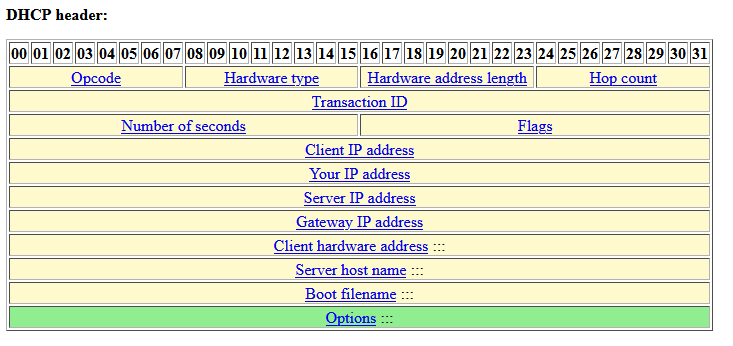 DHCP header:
00 01 02 03 04 05 06 07 08 09 10 11 12 13 14 15 16 17 18 19 20 21 22 23 24 25 26 27 28 29 30 31
Opcode Hardware type Hardware address length Hop count
Transaction ID
Number of seconds Flags
Client IP address
Your IP address
Server IP address
Gateway IP address
Client hardware address :::
Server host name :::
Boot filename :::
Options :::